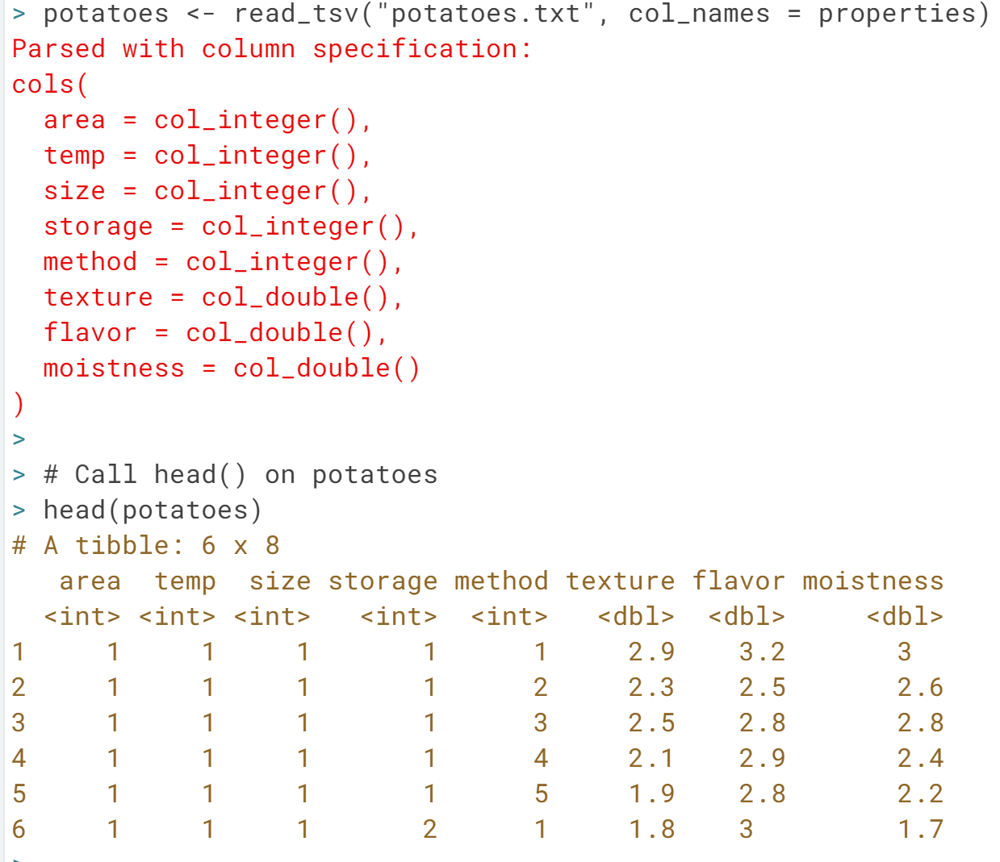 > potatoes <- read_tsv("potatoes.txt", col_names = properties)
Parsed with column specification:
cols(
  area = col_integer(),
  temp = col_integer(),
  size = col_integer(),
  storage = col_integer(),
  method = col_integer(),
  texture = col_double(),
  flavor = col_double(),
  moistness = col_double()
)
>
> # Call head() on potatoes
> head(potatoes)
# A tibble: 6 x 8
   area  temp  size storage method texture flavor moistness
  <int> <int> <int>   <int>  <int>   <dbl>  <dbl>     <dbl>
1     1     1     1       1      1     2.9    3.2       3
2     1     1     1       1      2     2.3    2.5       2.6
3     1     1     1       1      3     2.5    2.8       2.8
4     1     1     1       1      4     2.1    2.9       2.4
5     1     1     1       1      5     1.9    2.8       2.2
6     1     1     1       2      1     1.8    3         1.7